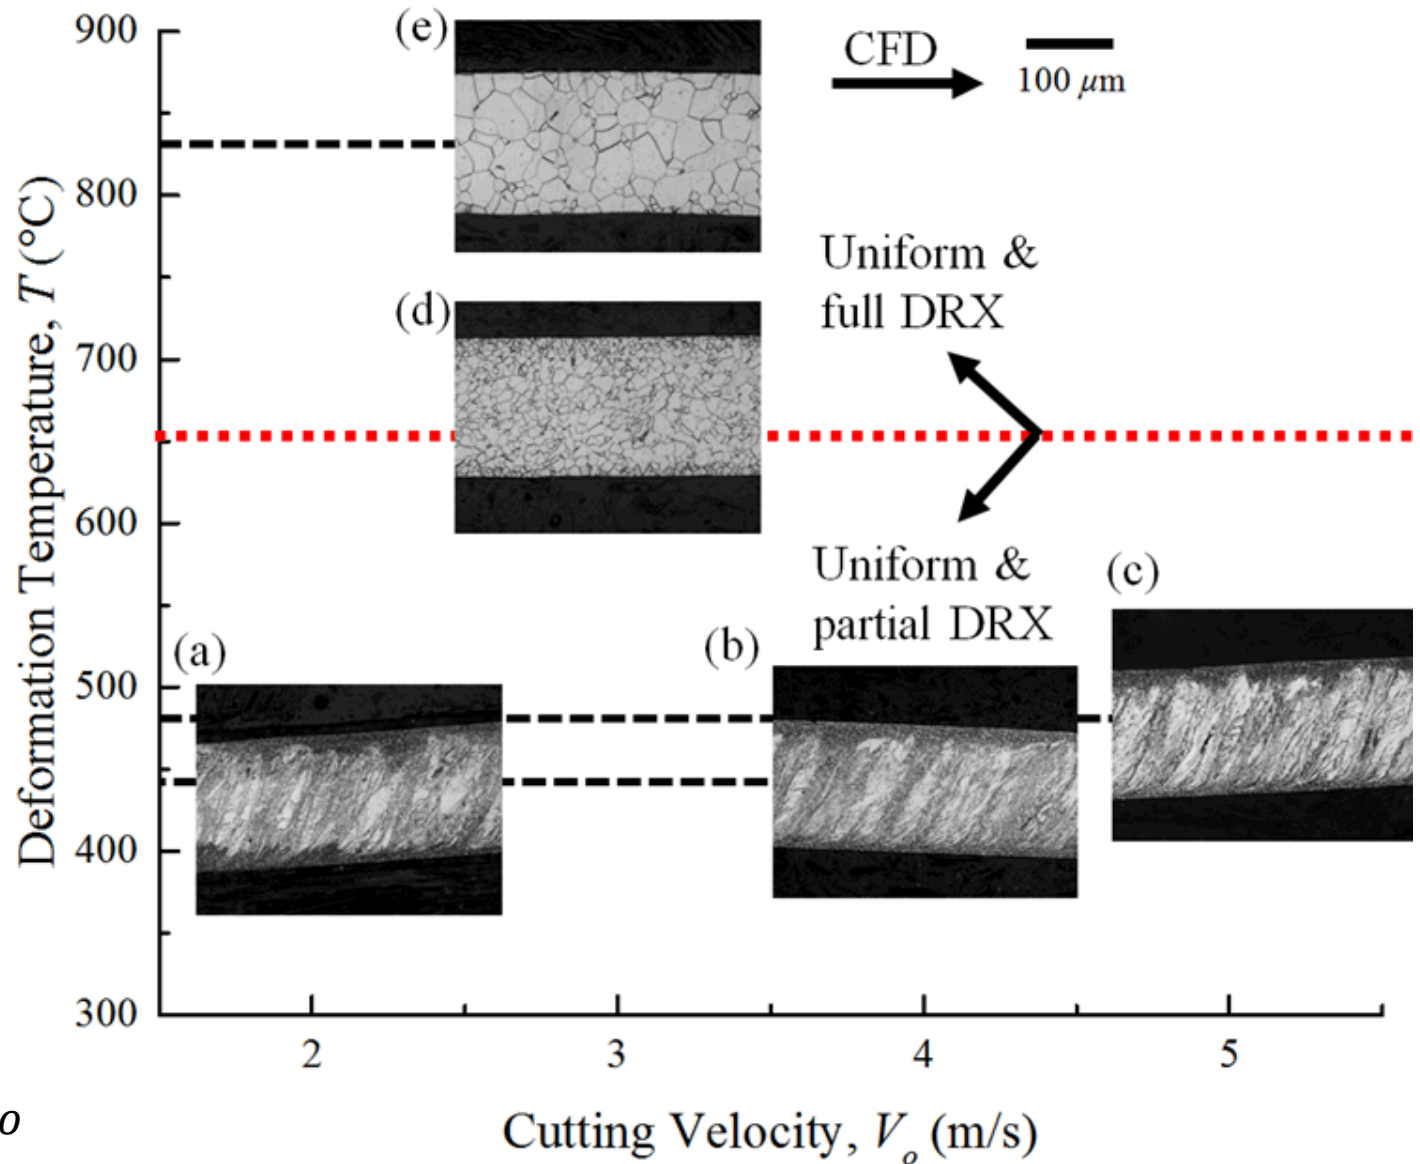 900
(e)
CFD
100 μm
800
Uniform &
full DRX
(d)
700
600
Uniform &
partial DRX
(c)
(a)
(b)
500
400
300
Deformation Temperature, T (°C)
2
3
4
5
Cutting Velocity, Vo (m/s)
o